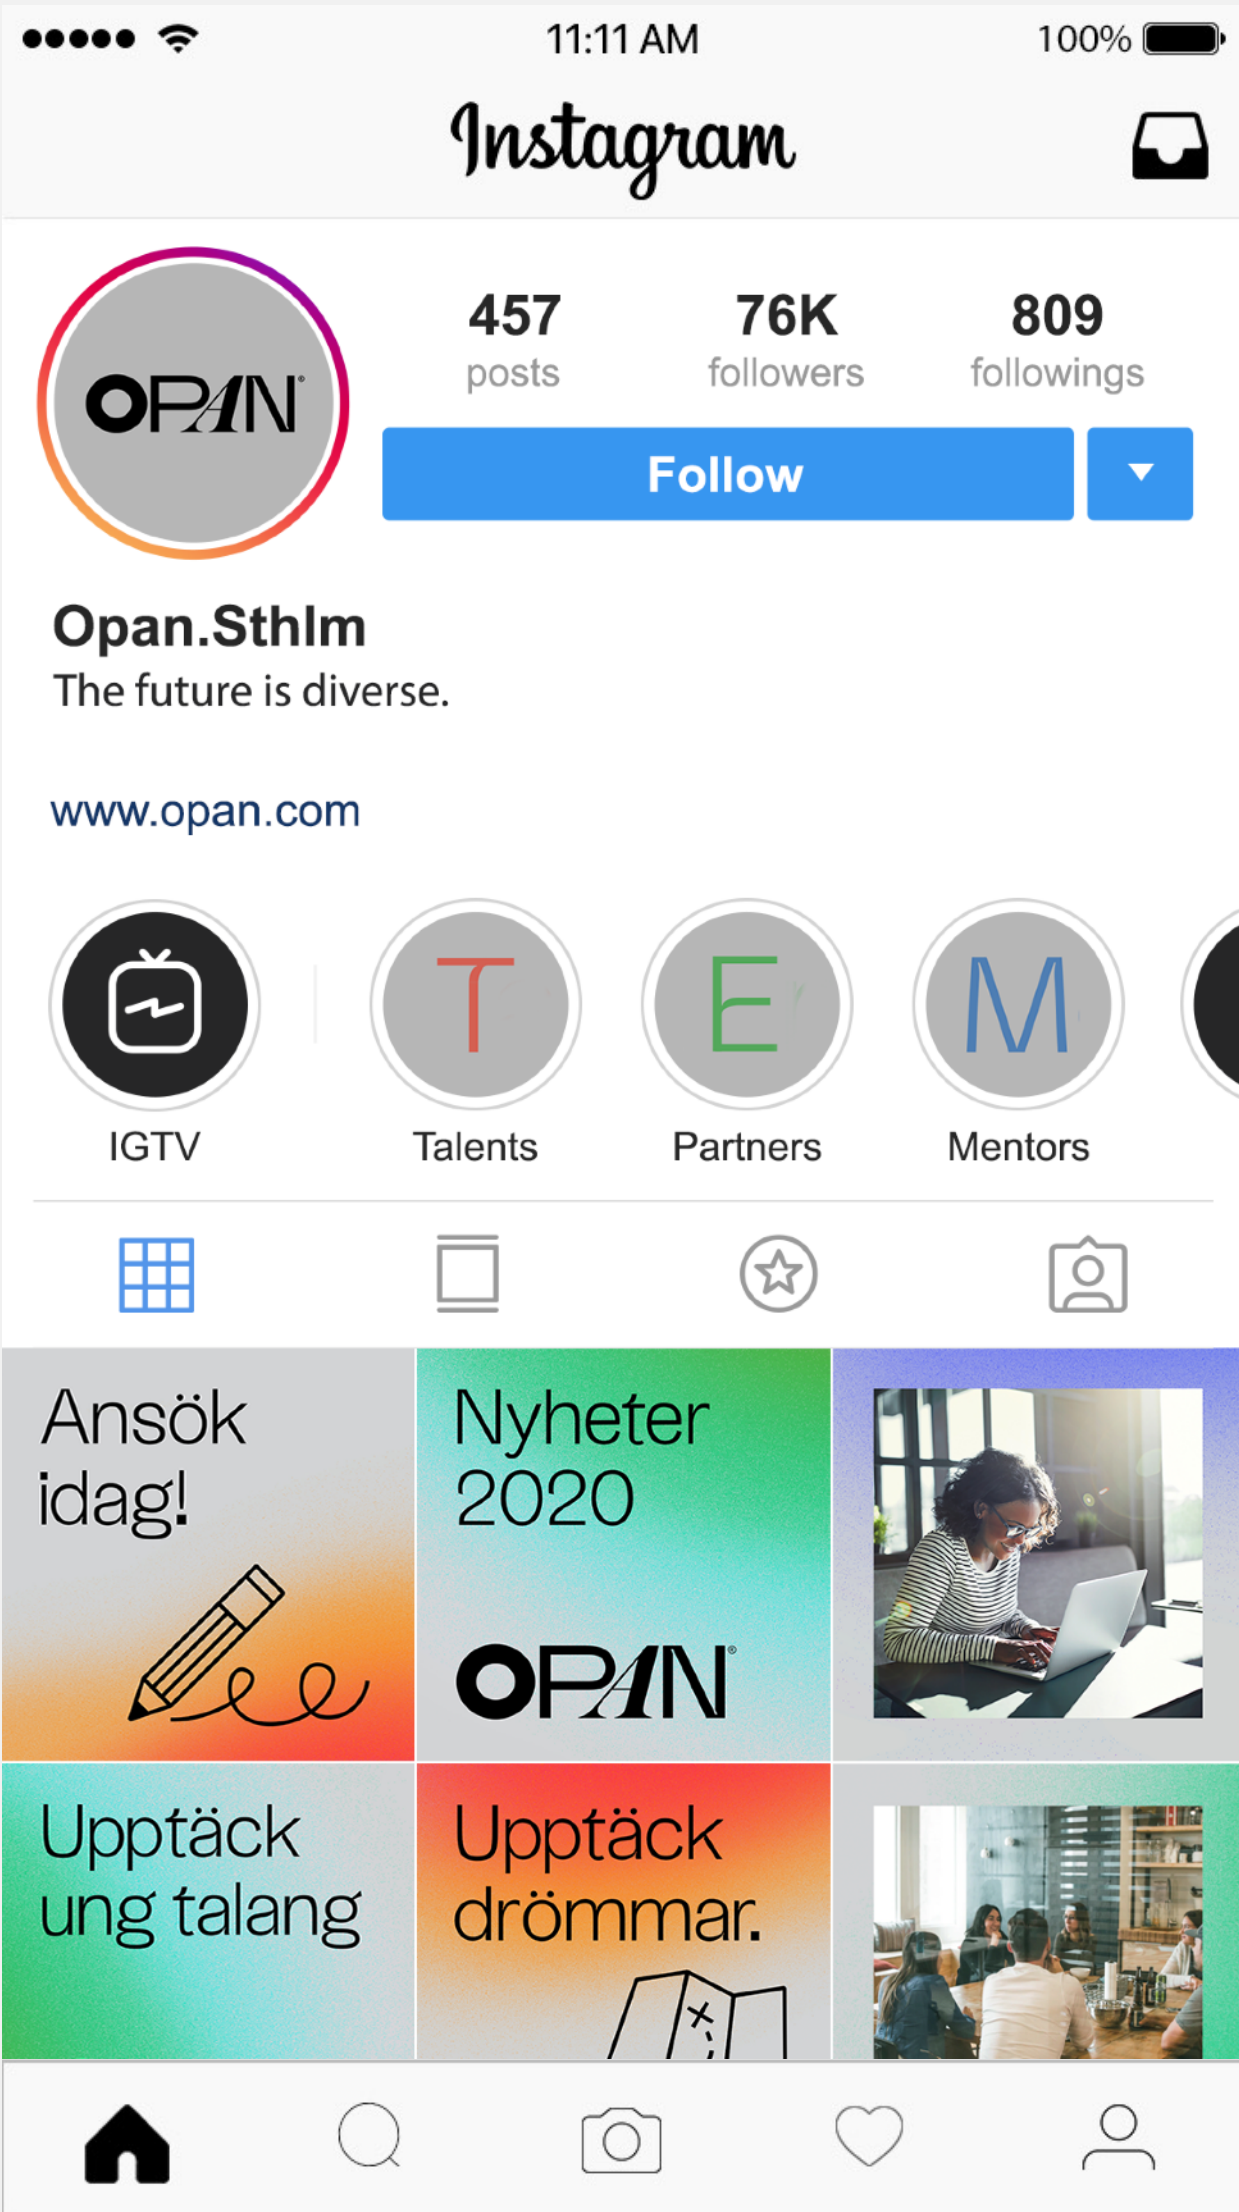 11:11 AM
100%
Instagram
OPAN®
457
76K
809
posts
followers
followings
Follow
Opan.Sthlm
The future is diverse.
www.opan.com
T
E
M
IGTV
Talents
Partners
Mentors
Ansök
idag!
Nyheter
2020
OPAN®
Upptäck
ung talang
Upptäck
drömmar.